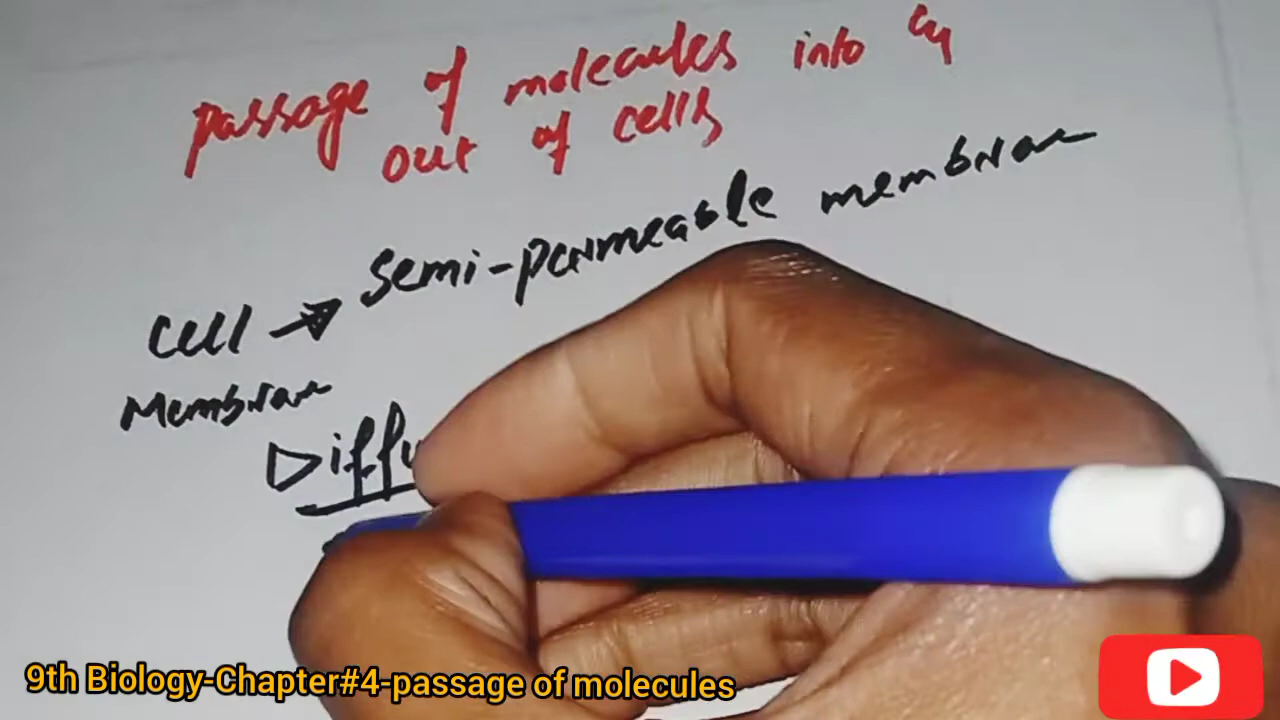 passage of molecules into
out of cells
semi-permeable membrane
cell →
Membrane
Diffu
9th Biology-Chapter#4-passage of molecules